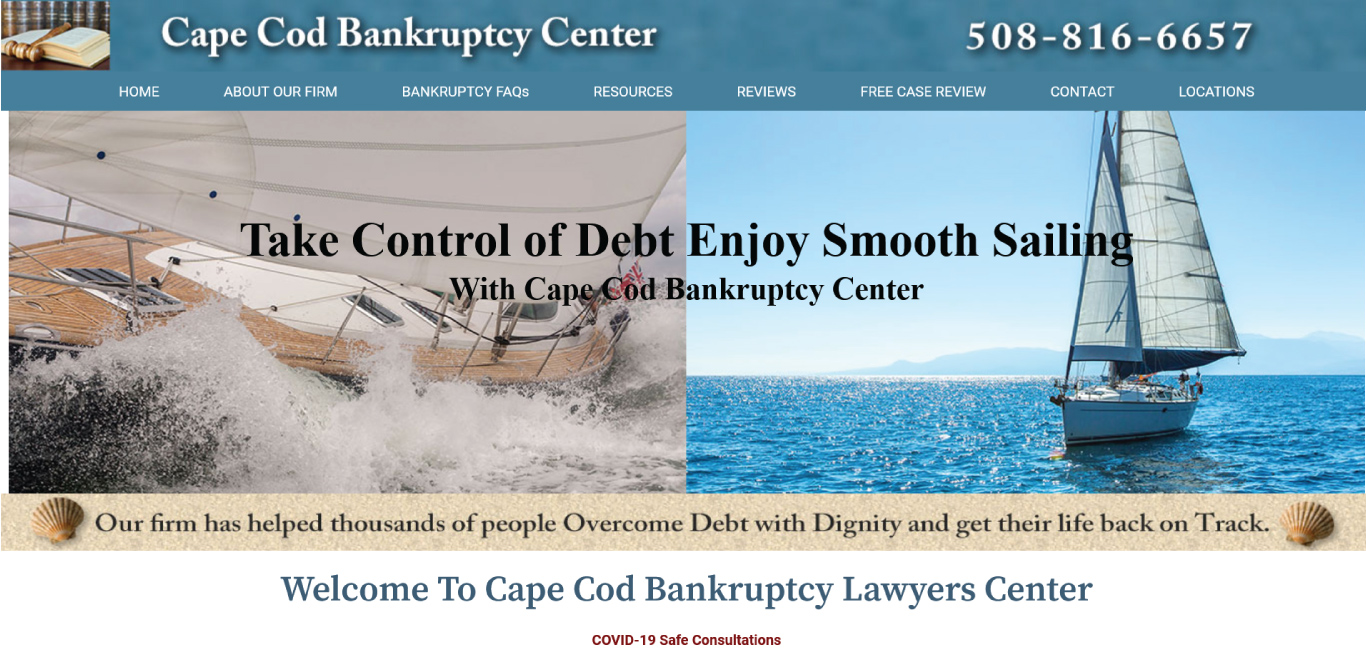 Cape Cod Bankruptcy Center
508-816-6657
HOME ABOUT OUR FIRM BANKRUPTCY FAQs RESOURCES REVIEWS FREE CASE REVIEW CONTACT LOCATIONS
Take Control of Debt Enjoy Smooth Sailing
With Cape Cod Bankruptcy Center
Our firm has helped thousands of people Overcome Debt with Dignity and get their life back on Track.
Welcome To Cape Cod Bankruptcy Lawyers Center
COVID-19 Safe Consultations